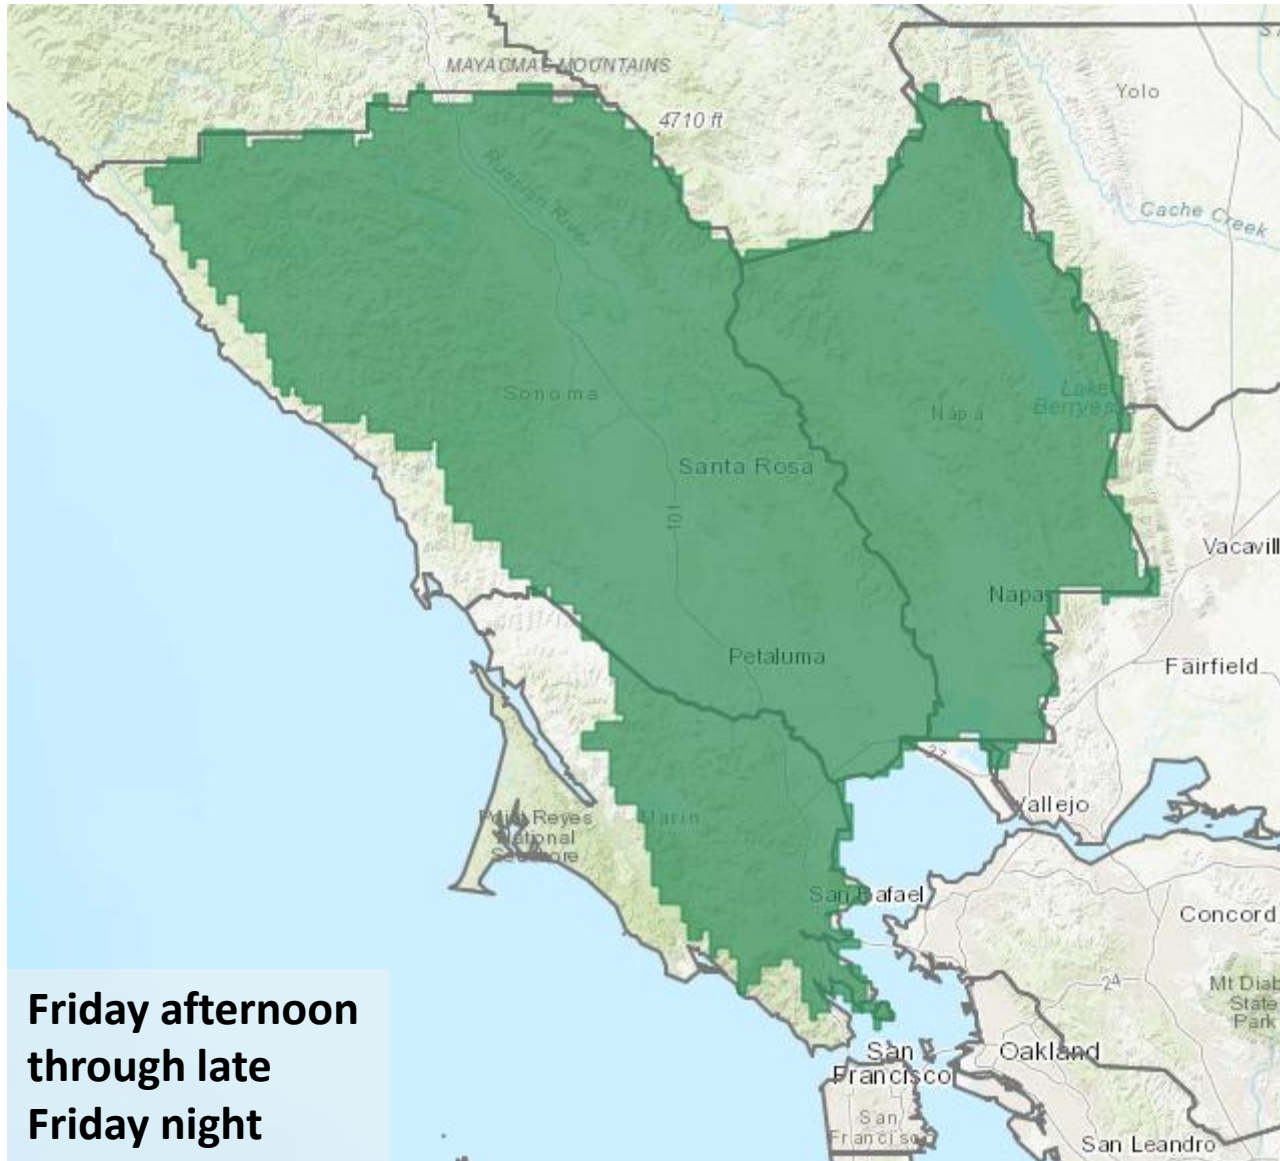 MAYACMAS MOUNTAINS
Yolo
4710 ft
Russian River
Cache Creek
Sonoma
Napa
Lake
Berryessa
Santa Rosa
101
Vacavill
Napa
Petaluma
Fairfield
37
Vallejo
Point Reyes
National
Seashore
Marin
San Rafael
Concord
24
Mt Diab
State
Park
San
Francisco
Oakland
San
Francisco
San Leandro
Friday afternoon
through late
Friday night